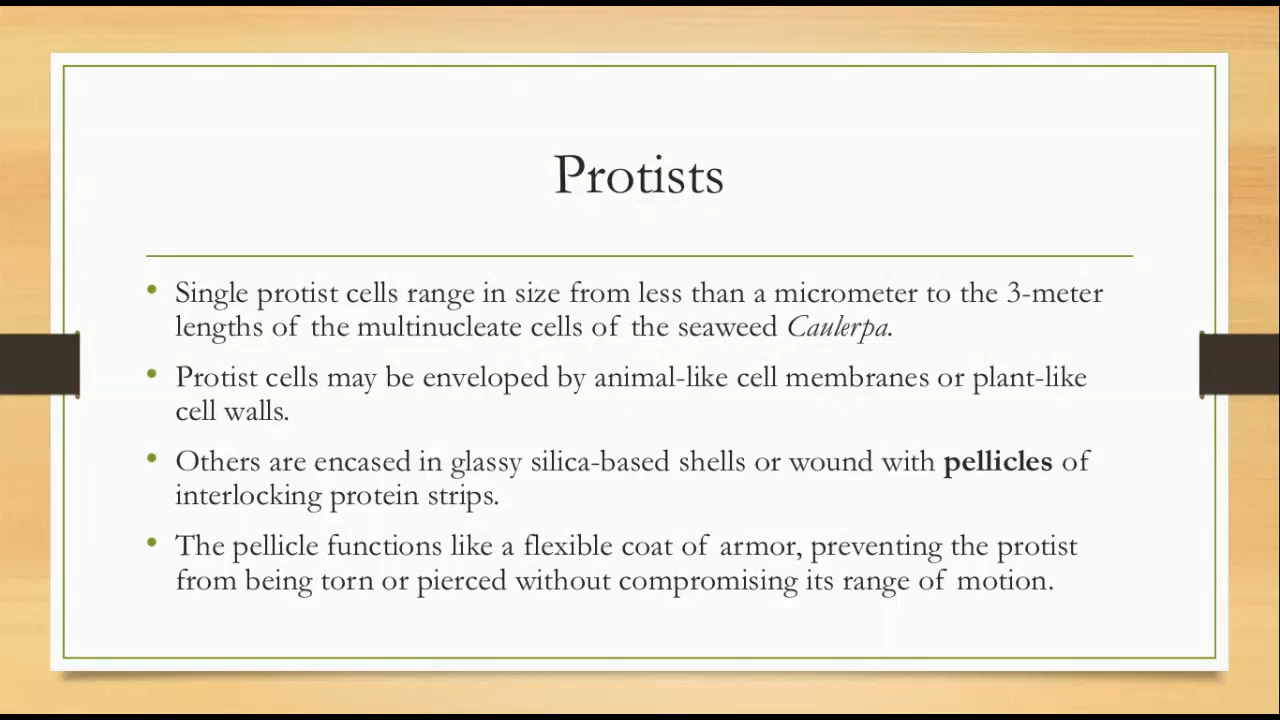 Protists
• Single protist cells range in size from less than a micrometer to the 3-meter
lengths of the multinucleate cells of the seaweed Caulerpa.
• Protist cells may be enveloped by animal-like cell membranes or plant-like
cell walls.
• Others are encased in glassy silica-based shells or wound with pellicles of
interlocking protein strips.
• The pellicle functions like a flexible coat of armor, preventing the protist
from being torn or pierced without compromising its range of motion.